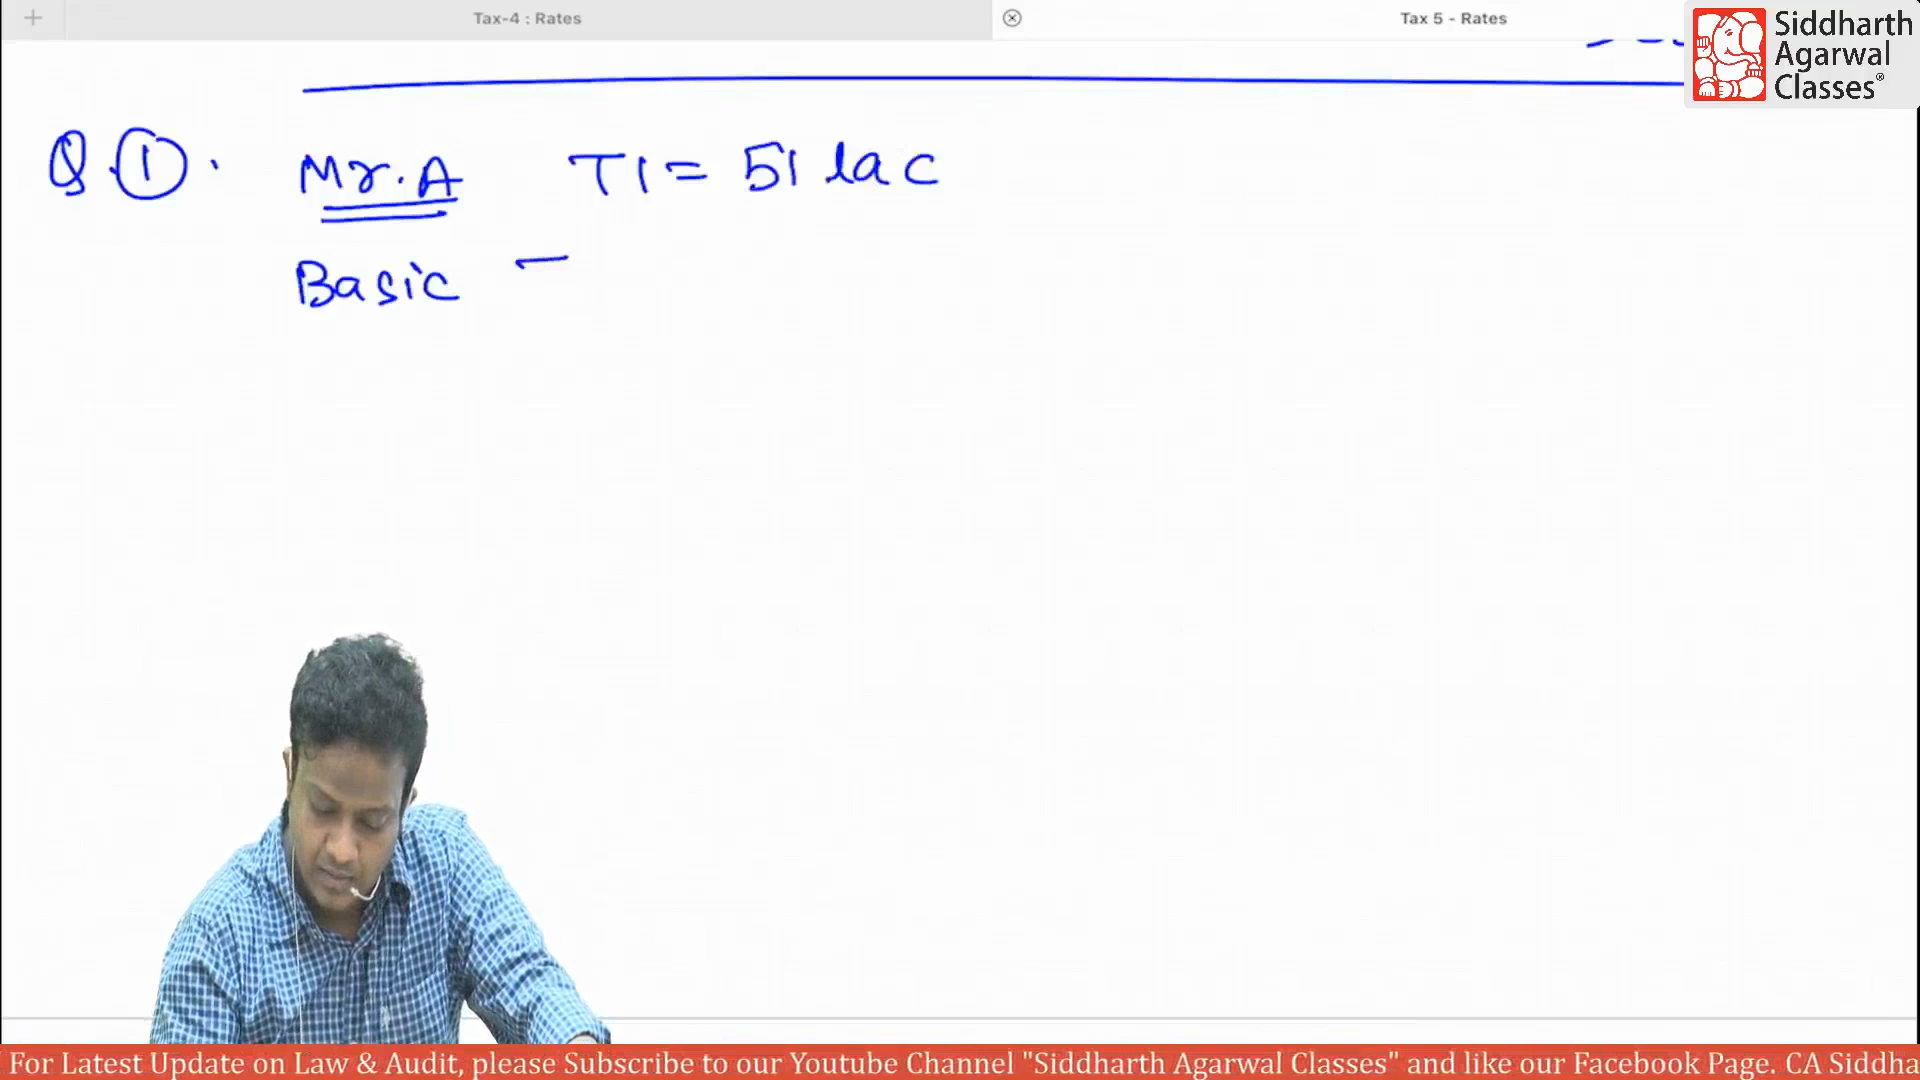 Tax-4 : Rates
Tax 5 - Rates
Siddharth
Agarwal
Classes®
Q. 1 . Mr. A TI = 51 lac
Basic
For Latest Update on Law & Audit, please Subscribe to our Youtube Channel "Siddharth Agarwal Classes" and like our Facebook Page. CA Siddha